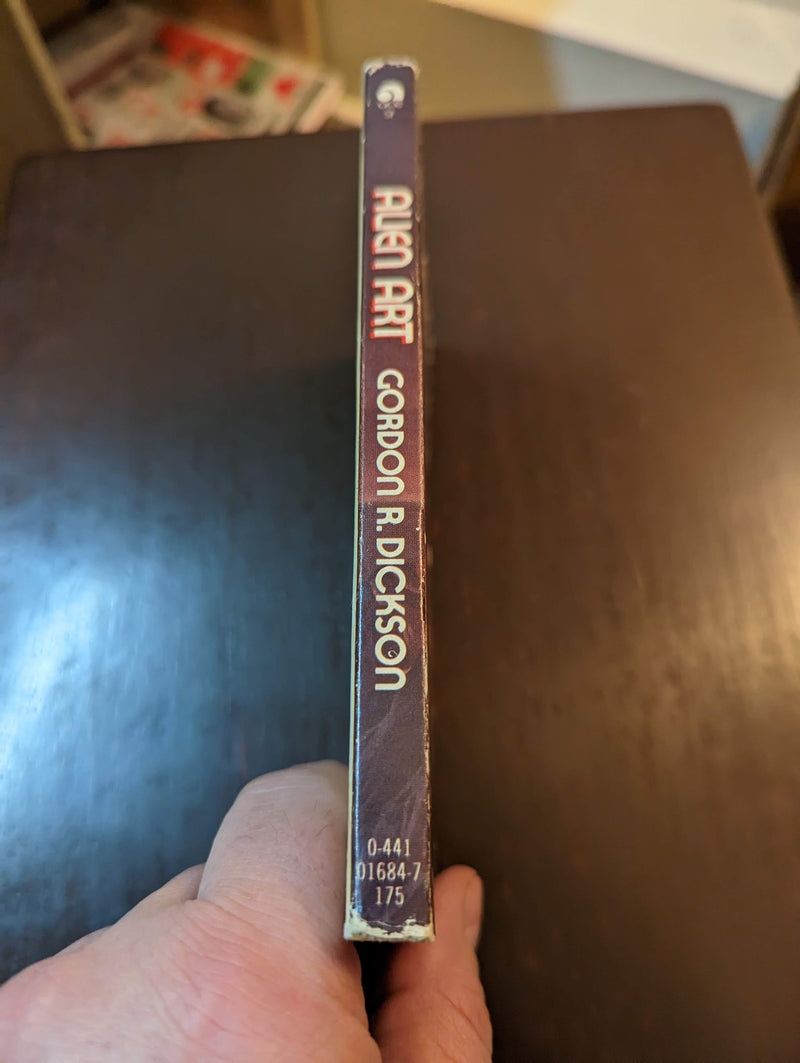 ALIEN ART
GORDON R. DICKSON
0-441
01684-7
175